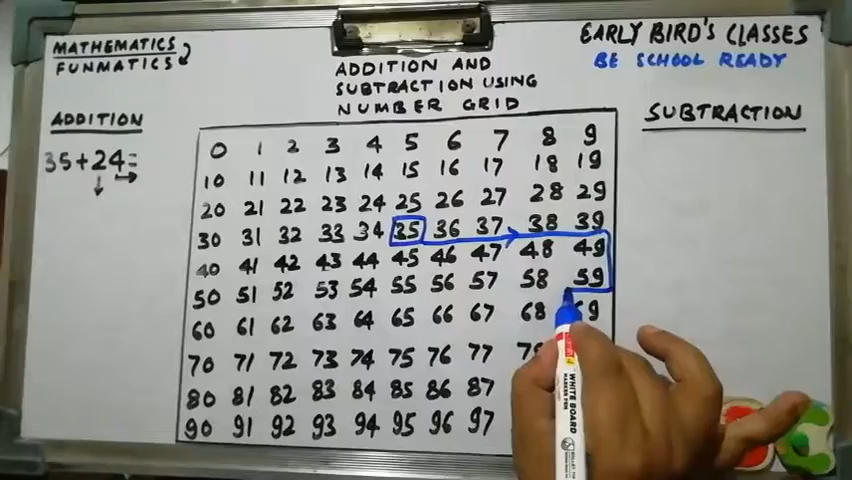 MATHEMATICS
FUNMATICS
ADDITION AND
SUBTRACTION USING
NUMBER GRID
EARLY BIRD'S CLASSES
BE SCHOOL READY
ADDITION
35+24=
SUBTRACTION
0 1 2 3 4 5 6 7 8 9
10 11 12 13 14 15 16 17 18 19
20 21 22 23 24 25 26 27 28 29
30 31 32 33 34 35 36 37 38 39
40 41 42 43 44 45 46 47 48 49
50 51 52 53 54 55 56 57 58 59
60 61 62 63 64 65 66 67 68 69
70 71 72 73 74 75 76 77
80 81 82 83 84 85 86 87
90 91 92 93 94 95 96 97
WHITE BOARD
MARKER PEN